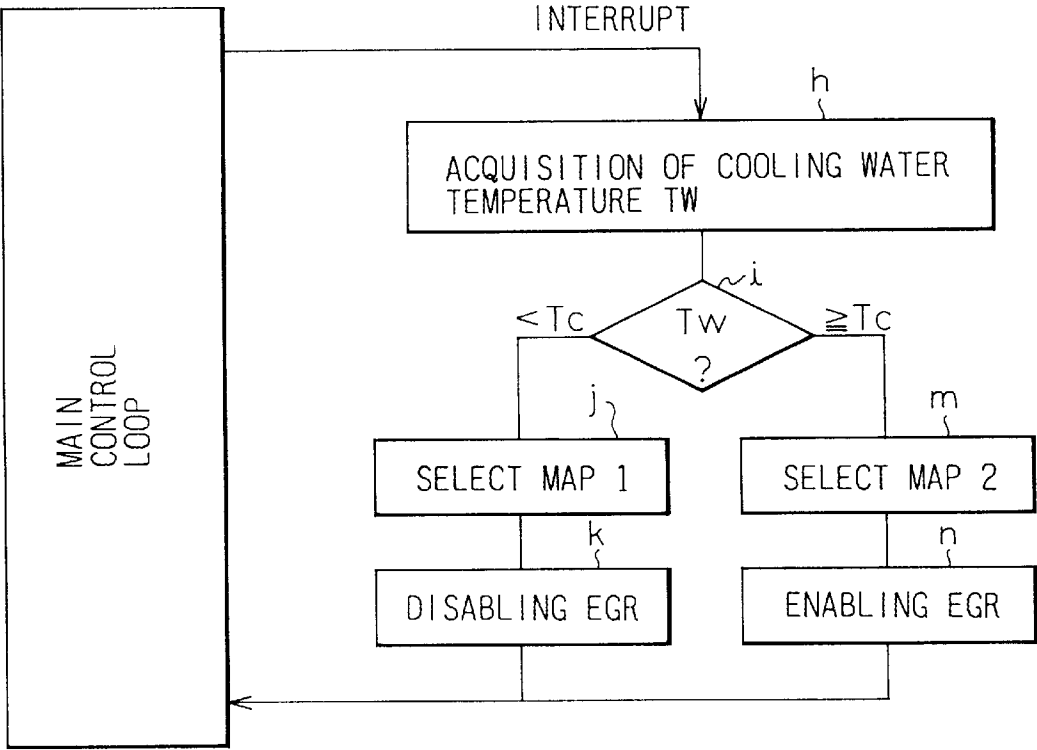 INTERRUPT
h
ACQUISITION OF COOLING WATER
TEMPERATURE TW
i
<Tc
Tw
≧Tc
?
j
m
SELECT MAP 1
SELECT MAP 2
k
n
DISABLING EGR
ENABLING EGR
MAIN
CONTROL
LOOP